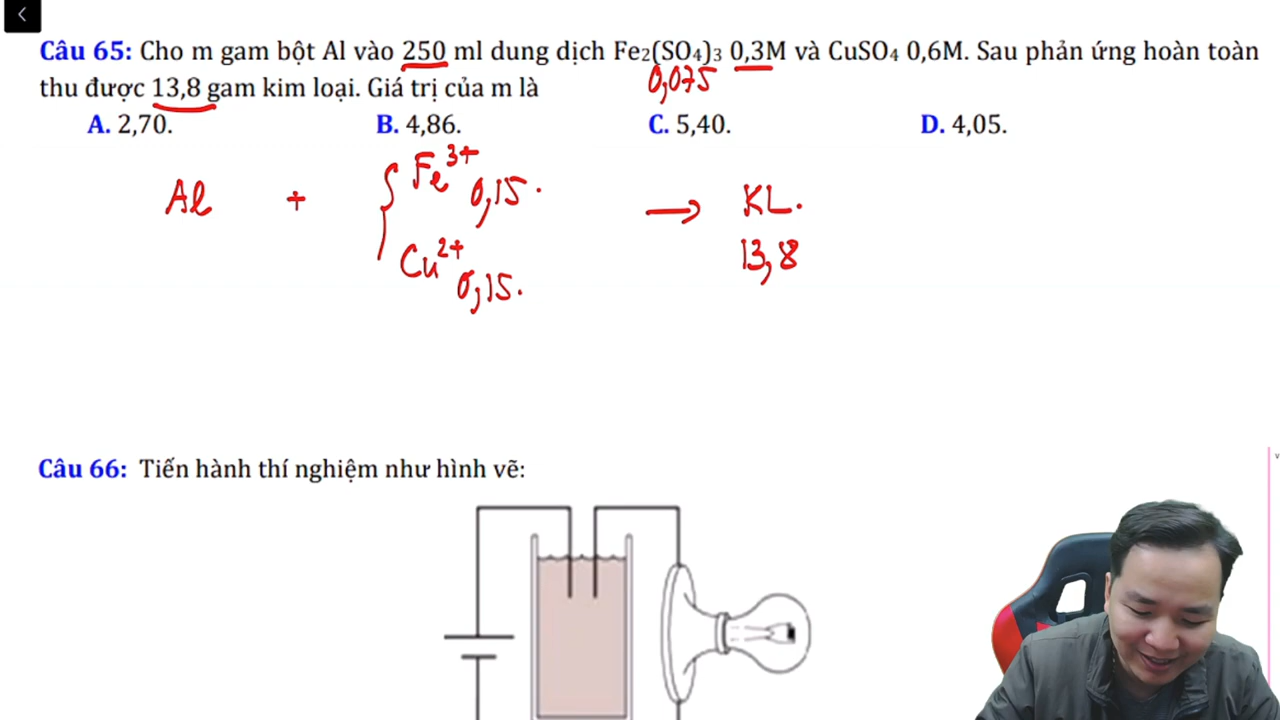 Câu 65: Cho m gam bột Al vào 250 ml dung dịch Fe2(SO4)3 0,3M và CuSO4 0,6M. Sau phản ứng hoàn toàn
0,075
thu được 13,8 gam kim loại. Giá trị của m là
A. 2,70. B. 4,86. C. 5,40. D. 4,05.
Al + { Fe3+ 0,15. → KL.
Cu2+ 0,15. 13,8
Câu 66: Tiến hành thí nghiệm như hình vẽ: